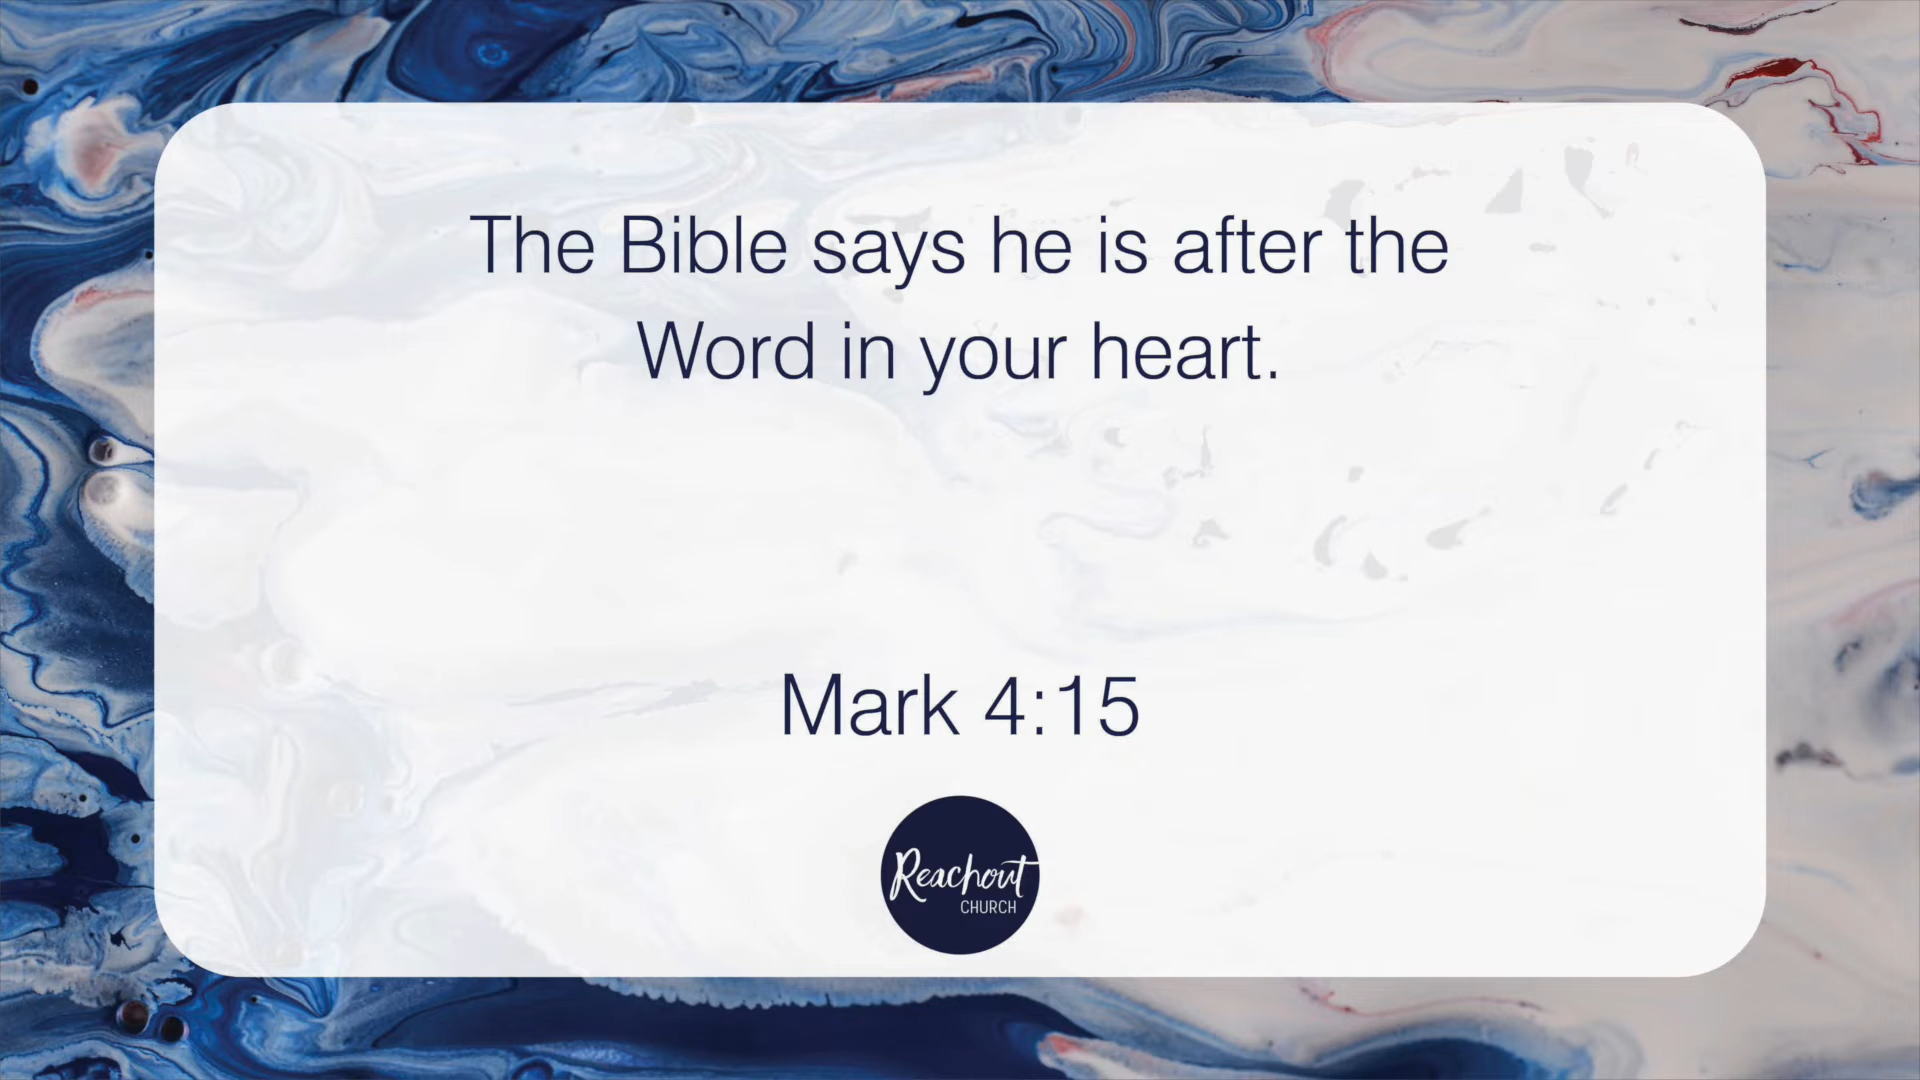 The Bible says he is after the
Word in your heart.
Mark 4:15
Reachout
CHURCH